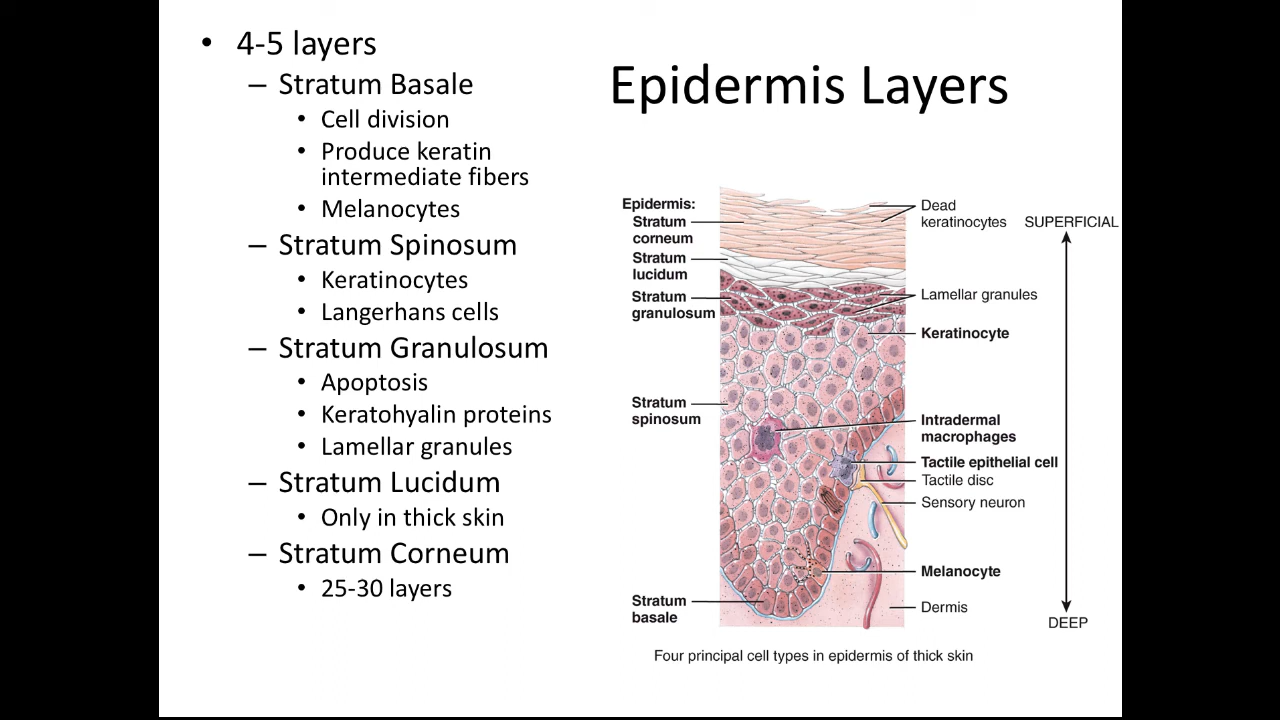 • 4-5 layers
– Stratum Basale
• Cell division
• Produce keratin
intermediate fibers
• Melanocytes
– Stratum Spinosum
• Keratinocytes
• Langerhans cells
– Stratum Granulosum
• Apoptosis
• Keratohyalin proteins
• Lamellar granules
– Stratum Lucidum
• Only in thick skin
– Stratum Corneum
• 25-30 layers
Epidermis Layers
Epidermis:
Stratum
corneum
Stratum
lucidum
Stratum
granulosum
Stratum
spinosum
Stratum
basale
Dead
keratinocytes
Lamellar granules
Keratinocyte
Intradermal
macrophages
Tactile epithelial cell
Tactile disc
Sensory neuron
Melanocyte
Dermis
SUPERFICIAL
DEEP
Four principal cell types in epidermis of thick skin